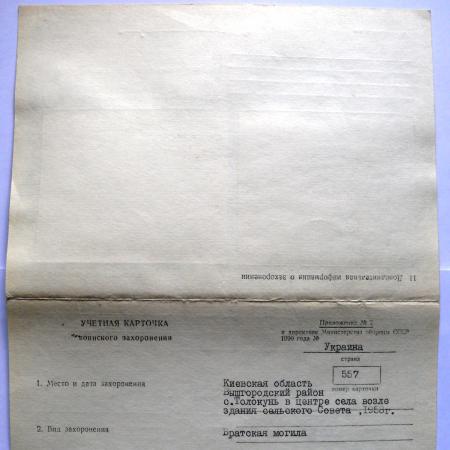 11. Дополнительная информация о захоронении
УЧЕТНАЯ КАРТОЧКА
воинского захоронения
Приложение № 2
к директиве Министерства обороны СССР
1990 года №
Украина
страна
557
номер карточки
1. Место и дата захоронения
Киевская область
Вышгородский район
с.Толокунь в центре села возле
здания сельского Совета ,1958г.
2. Вид захоронения
Братская могила